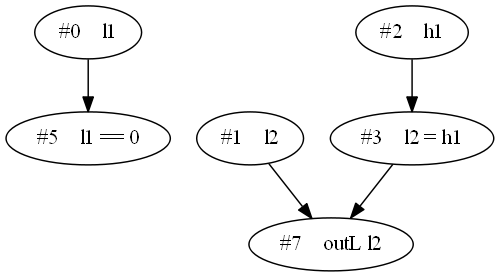 #0 l1
#2 h1
#5 l1 == 0
#1 l2
#3 l2 = h1
#7 outL l2